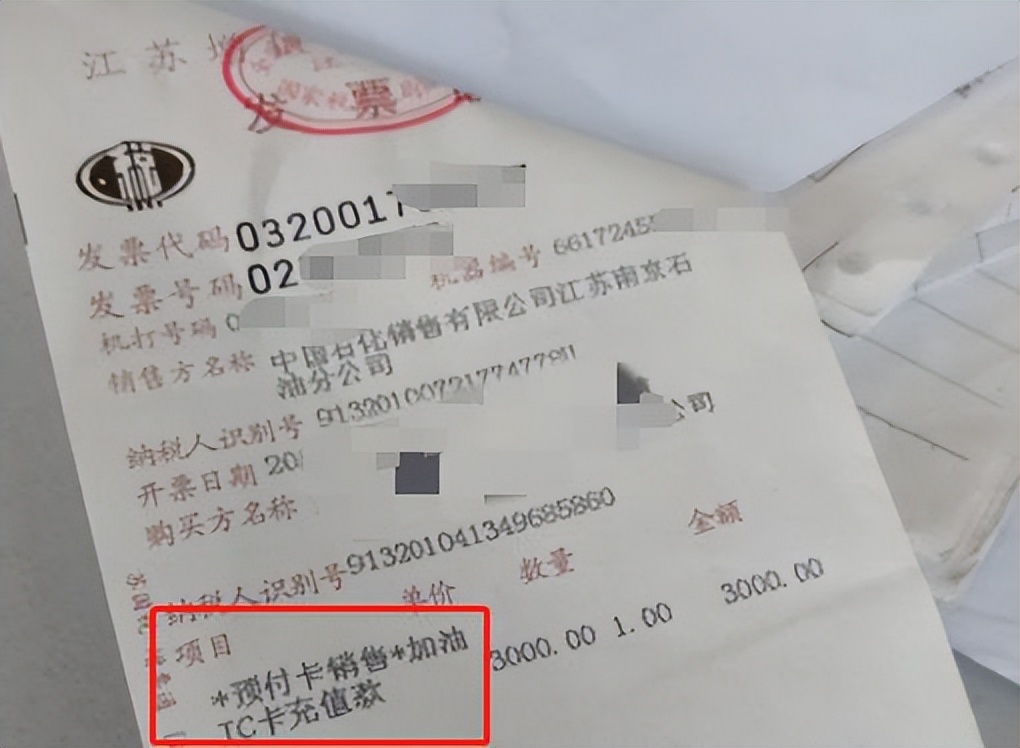 江苏增
发票
发票代码 0320017
发票号码 02
机打号码 0
机器编号 66172455
销售方名称 中国石化销售有限公司江苏南京石
油分公司
纳税人识别号
开票日期 20
购买方名称 公司
纳税人识别号 913201041349685860
项目 单价 数量 金额
*预付卡销售*加油 3000.00 1.00 3000.00
IC卡充值款